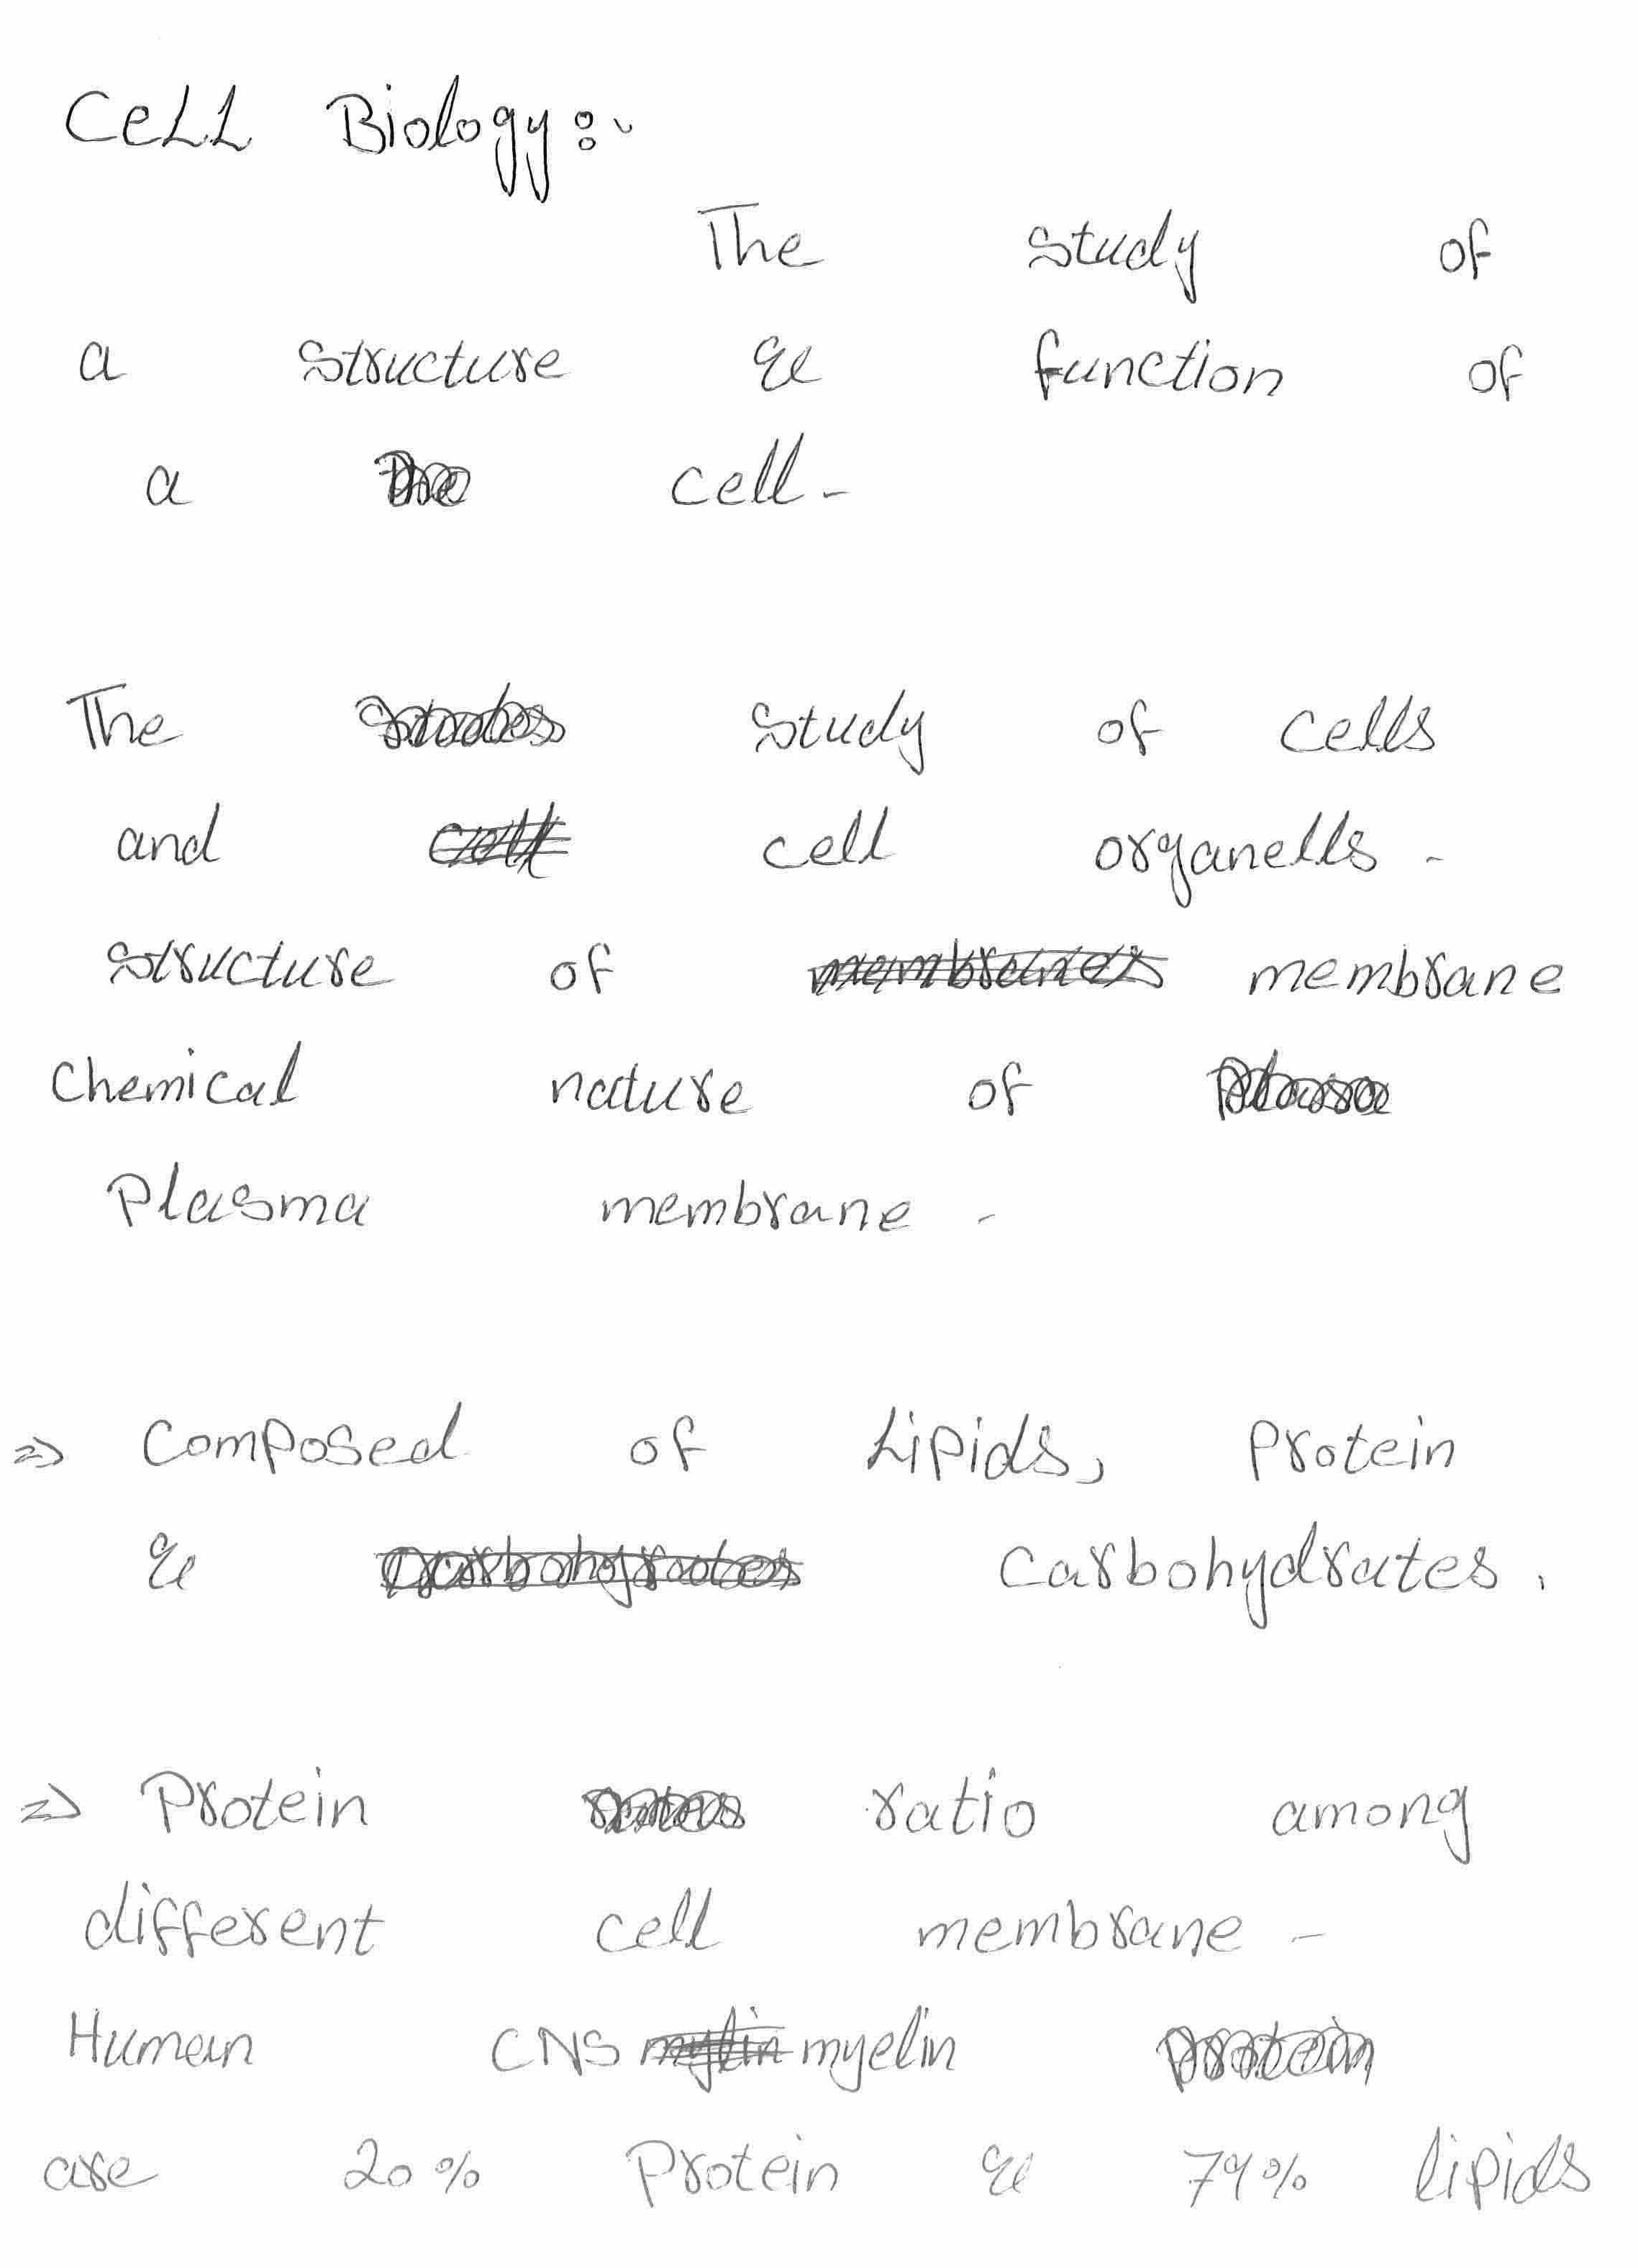 CeLL Biology:-
The study of
a structure & function of
a cell-
The study of cells
and cell organells -
structure of membrane
Chemical nature of
Plasma membrane -
=> Composed of Lipids, Protein
& Carbohydrates.
=> Protein ratio among
different cell membrane -
Human CNS myelin
are 20% Protein & 79% lipids